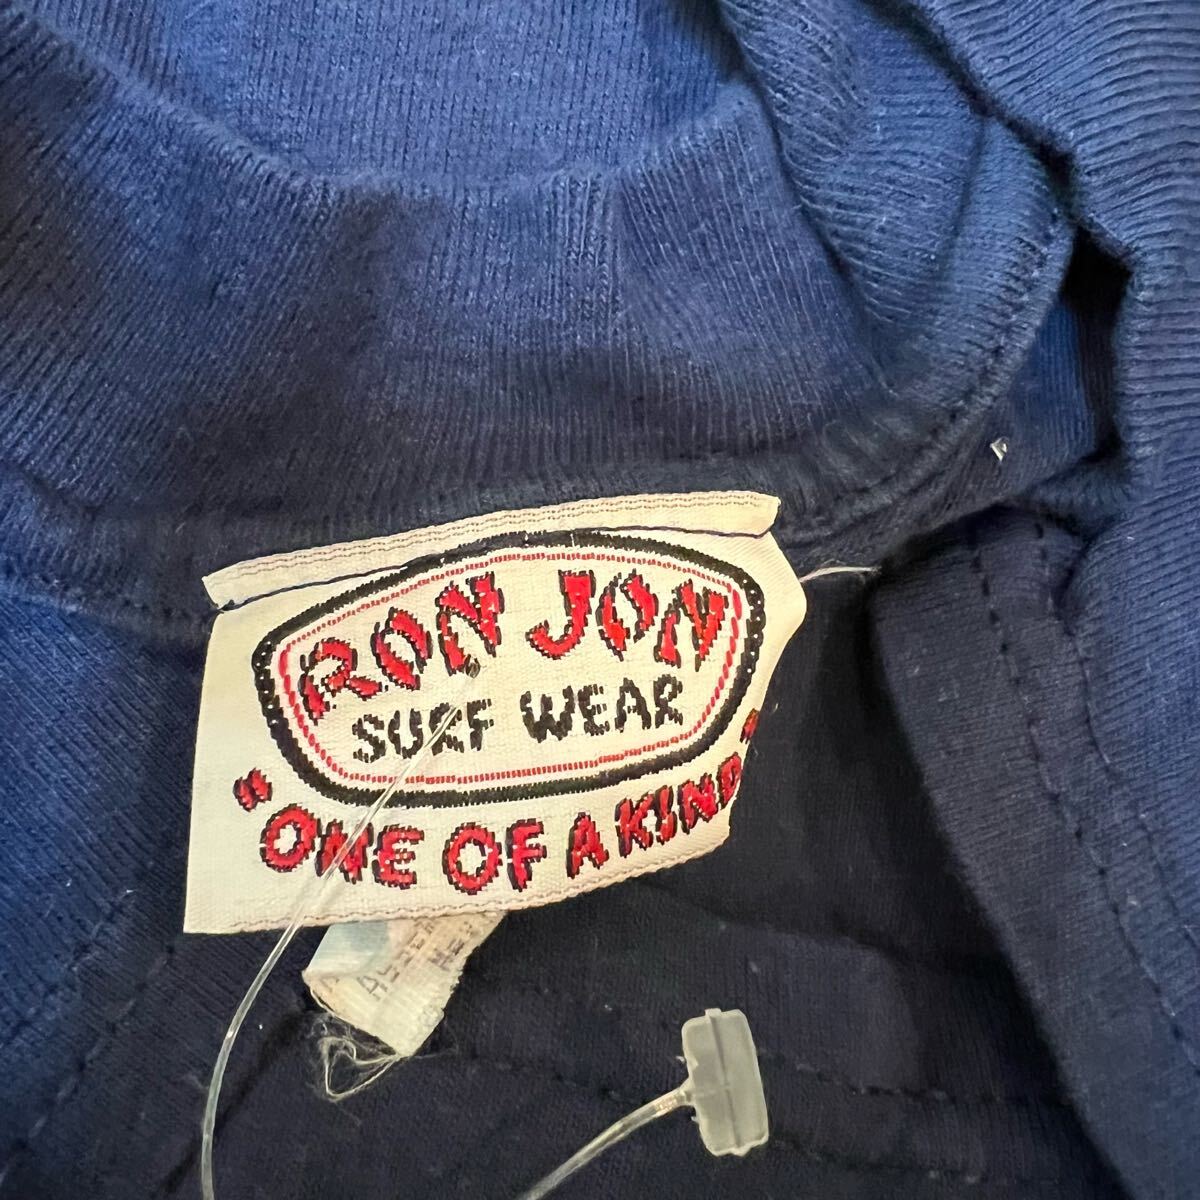 RON JON
SURF WEAR
"ONE OF A KIND"